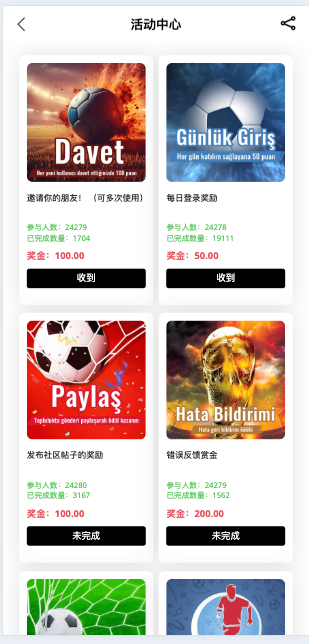 活动中心
Davet
Her yeni kullanıcı davet ettiğinizde 100 puan
邀请你的朋友！（可多次使用）
参与人数：24279
已完成数量：1704
奖金：100.00
收到
Günlük Giriş
Her gün katılım sağlayana 50 puan
每日登录奖励
参与人数：24278
已完成数量：19111
奖金：50.00
收到
Paylaş
Toplulukta gönderi paylaşarak ödül kazanın
发布社区帖子的奖励
参与人数：24280
已完成数量：3167
奖金：100.00
未完成
Hata Bildirimi
Hata geri bildirim ödülü
错误反馈赏金
参与人数：24279
已完成数量：1562
奖金：200.00
未完成